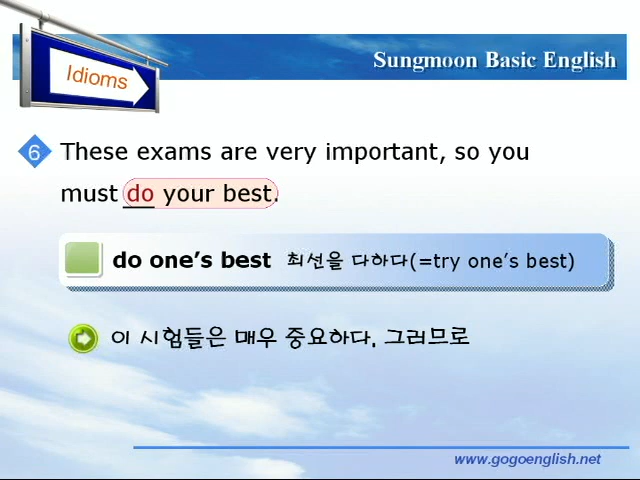 Idioms
Sungmoon Basic English
6 These exams are very important, so you
must do your best.
do one's best 최선을 다하다(=try one's best)
이 시험들은 매우 중요하다. 그러므로
www.gogoenglish.net